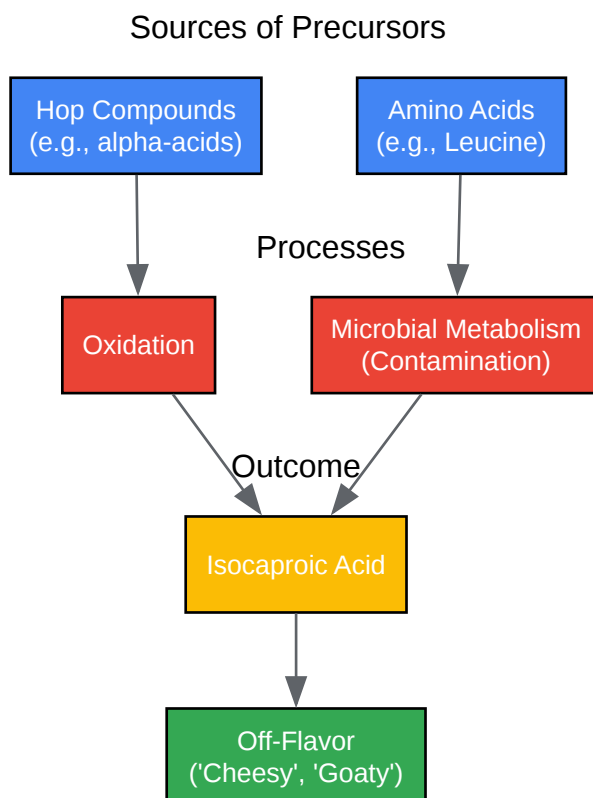 Sources of Precursors
Hop Compounds
(e.g., alpha-acids)
Amino Acids
(e.g., Leucine)
Processes
Oxidation
Microbial Metabolism
(Contamination)
Outcome
Isocaproic Acid
Off-Flavor
('Cheesy', 'Goaty')